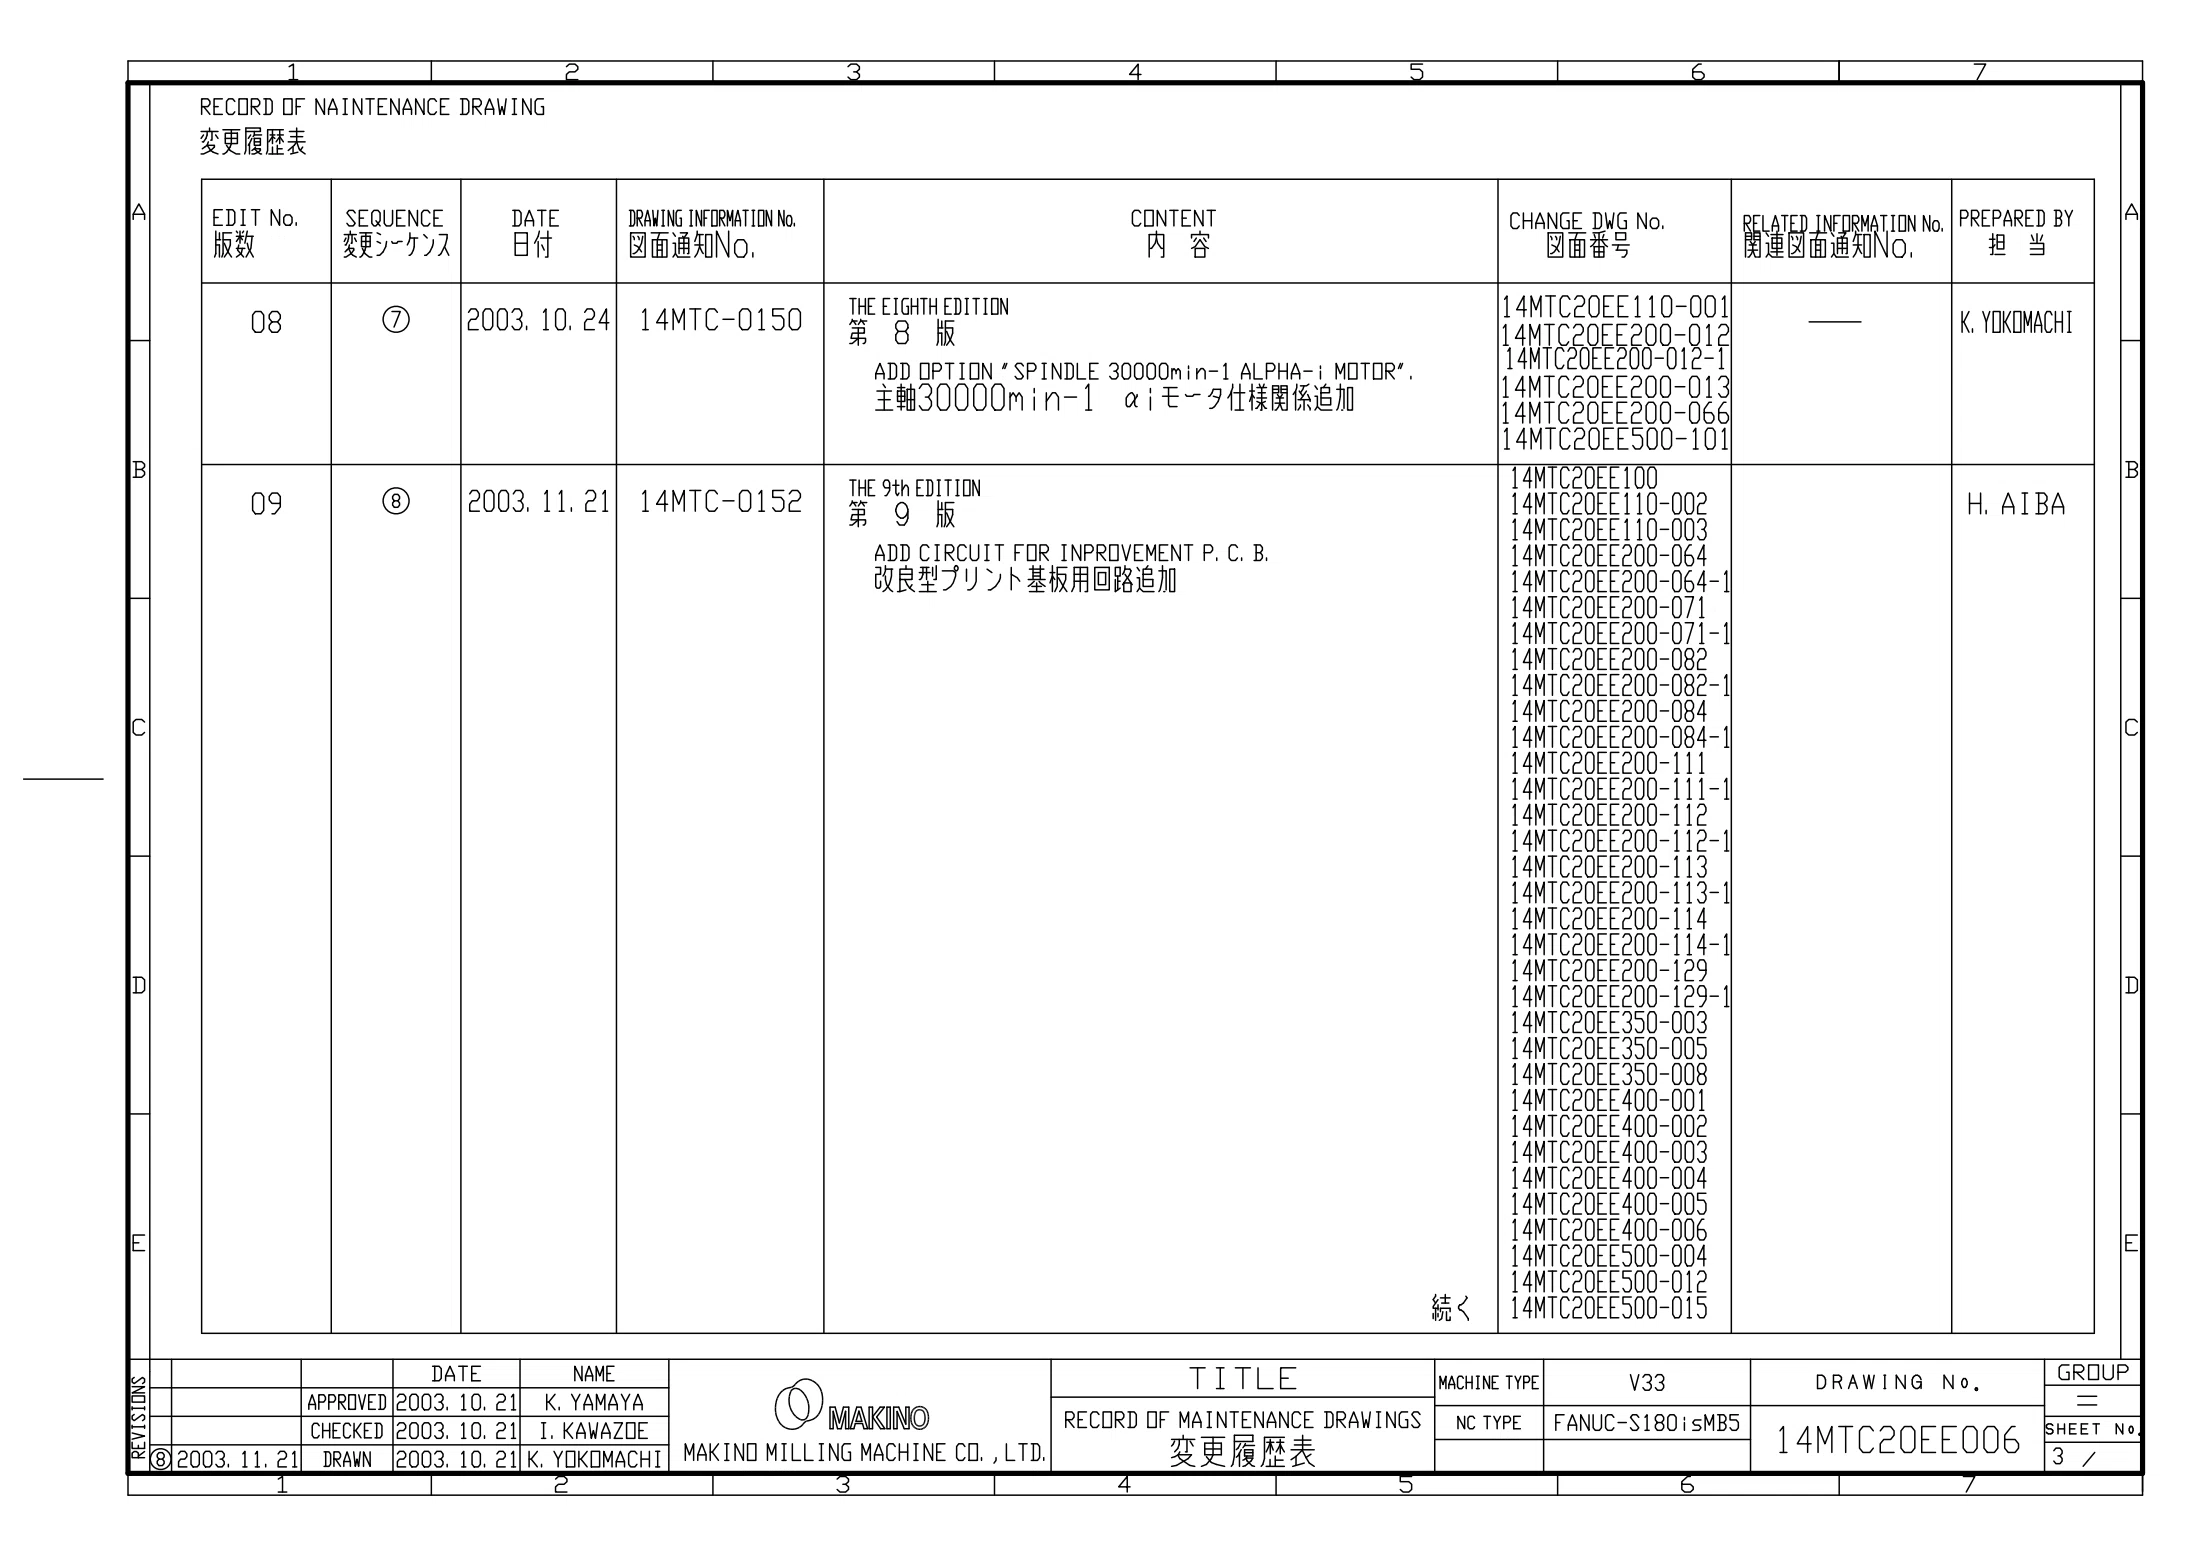 1 2 3 4 5 6 7
RECORD OF NAINTENANCE DRAWING
変更履歴表
EDIT No. SEQUENCE DATE DRAWING INFORMATION No. CONTENT CHANGE DWG No. RELATED INFORMATION No. PREPARED BY
版数 変更シーケンス 日付 図面通知No. 内 容 図面番号 関連図面通知No. 担 当
A A
08 ⑦ 2003. 10. 24 14MTC-0150 THE EIGHTH EDITION 14MTC20EE110-001 —— K. YOKOMACHI
第 8 版 14MTC20EE200-012
14MTC20EE200-012-1
ADD OPTION "SPINDLE 30000min-1 ALPHA-i MOTOR".
主軸30000min-1 αiモータ仕様関係追加 14MTC20EE200-013
14MTC20EE200-066
14MTC20EE500-101
B B
09 ⑧ 2003. 11. 21 14MTC-0152 THE 9th EDITION 14MTC20EE100 H. AIBA
第 9 版 14MTC20EE110-002
14MTC20EE110-003
ADD CIRCUIT FOR INPROVEMENT P. C. B. 14MTC20EE200-064
改良型プリント基板用回路追加 14MTC20EE200-064-1
14MTC20EE200-071
14MTC20EE200-071-1
14MTC20EE200-082
14MTC20EE200-082-1
14MTC20EE200-084
C C
14MTC20EE200-084-1
14MTC20EE200-111
14MTC20EE200-111-1
14MTC20EE200-112
14MTC20EE200-112-1
14MTC20EE200-113
14MTC20EE200-113-1
14MTC20EE200-114
14MTC20EE200-114-1
14MTC20EE200-129
D D
14MTC20EE200-129-1
14MTC20EE350-003
14MTC20EE350-005
14MTC20EE350-008
14MTC20EE400-001
14MTC20EE400-002
14MTC20EE400-003
14MTC20EE400-004
14MTC20EE400-005
14MTC20EE400-006
E E
14MTC20EE500-004
14MTC20EE500-012
続く 14MTC20EE500-015
REVISIONS
DATE NAME
APPROVED 2003. 10. 21 K. YAMAYA
CHECKED 2003. 10. 21 I. KAWAZOE
⑧ 2003. 11. 21 DRAWN 2003. 10. 21 K. YOKOMACHI
MAKINO
MAKINO MILLING MACHINE CO. , LTD.
TITLE
RECORD OF MAINTENANCE DRAWINGS
変更履歴表
MACHINE TYPE V33
NC TYPE FANUC-S180isMB5
DRAWING No.
14MTC20EE006
GROUP
=
SHEET No.
3 /
1 2 3 4 5 6 7